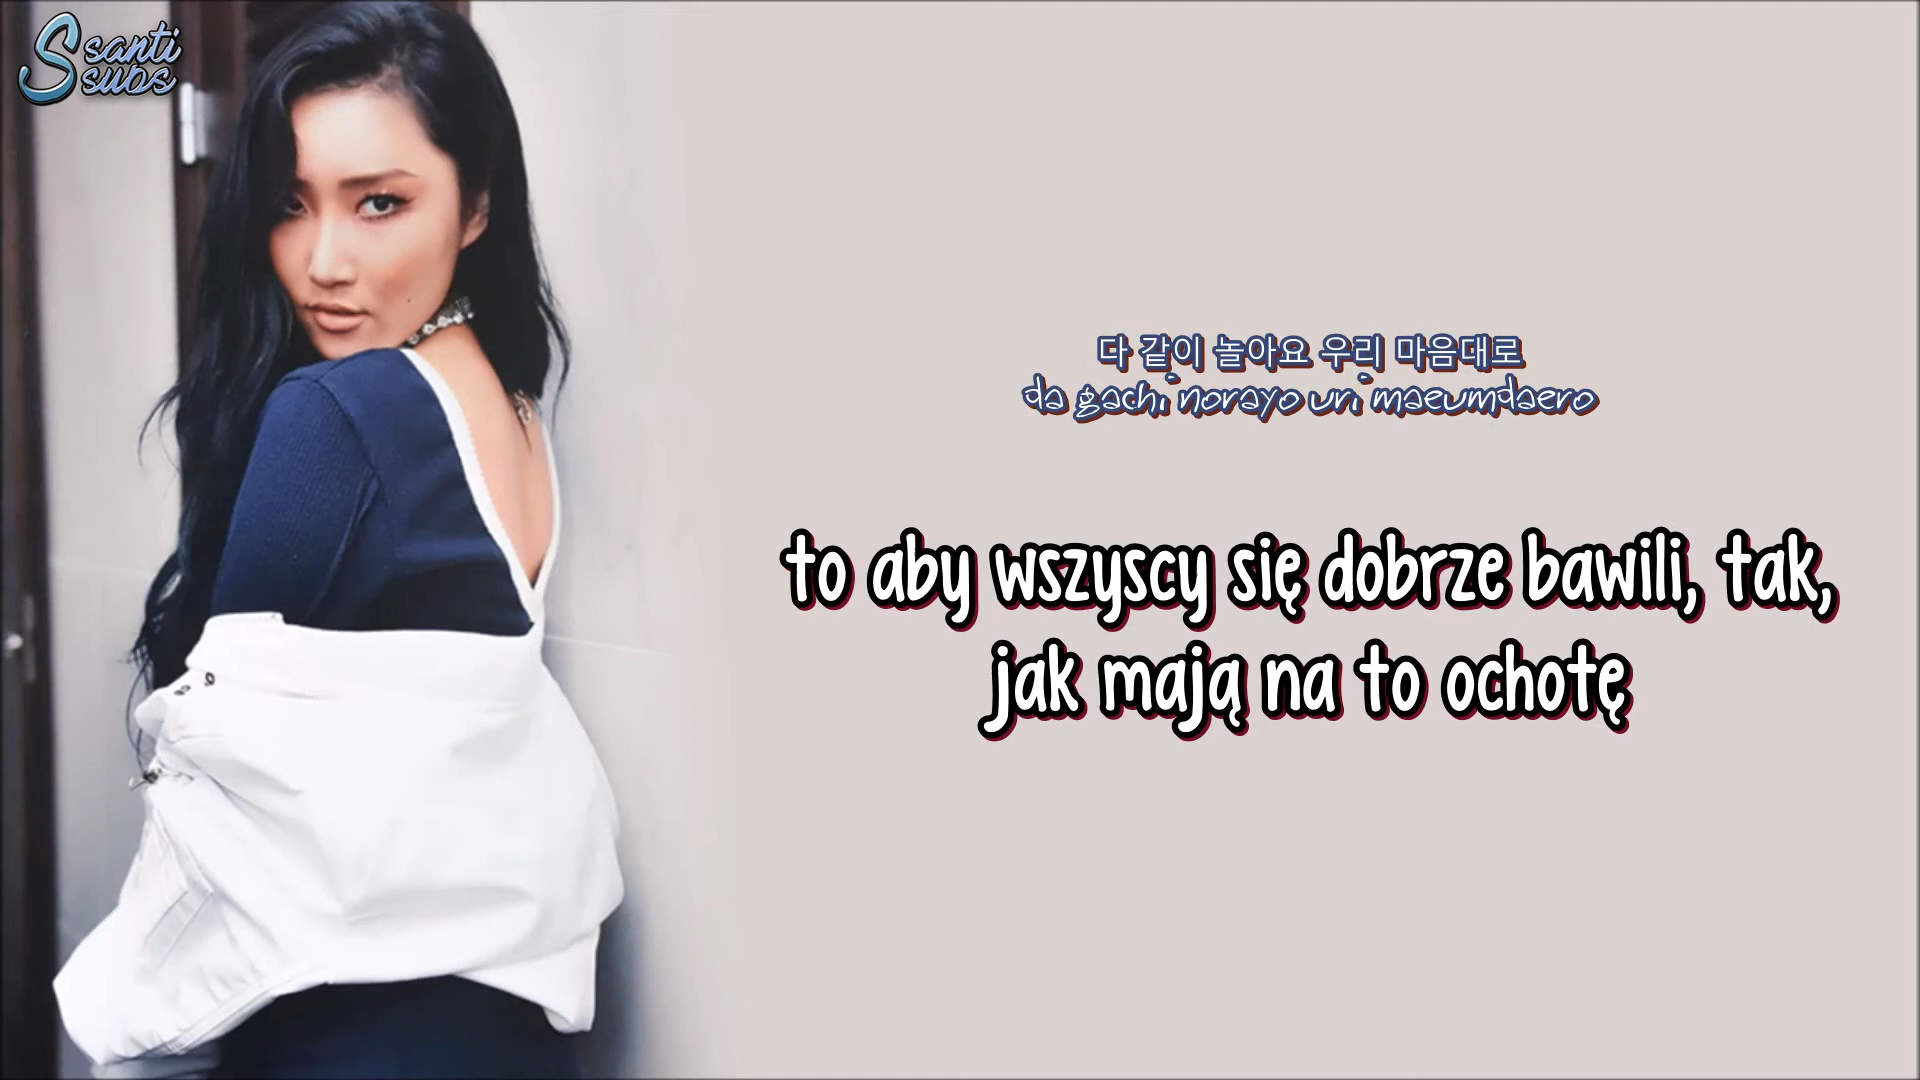 Ssanti
subs
다 같이 놀아요 우리 마음대로
da gachi norayo uri maeumdaero
to aby wszyscy się dobrze bawili, tak,
jak mają na to ochotę